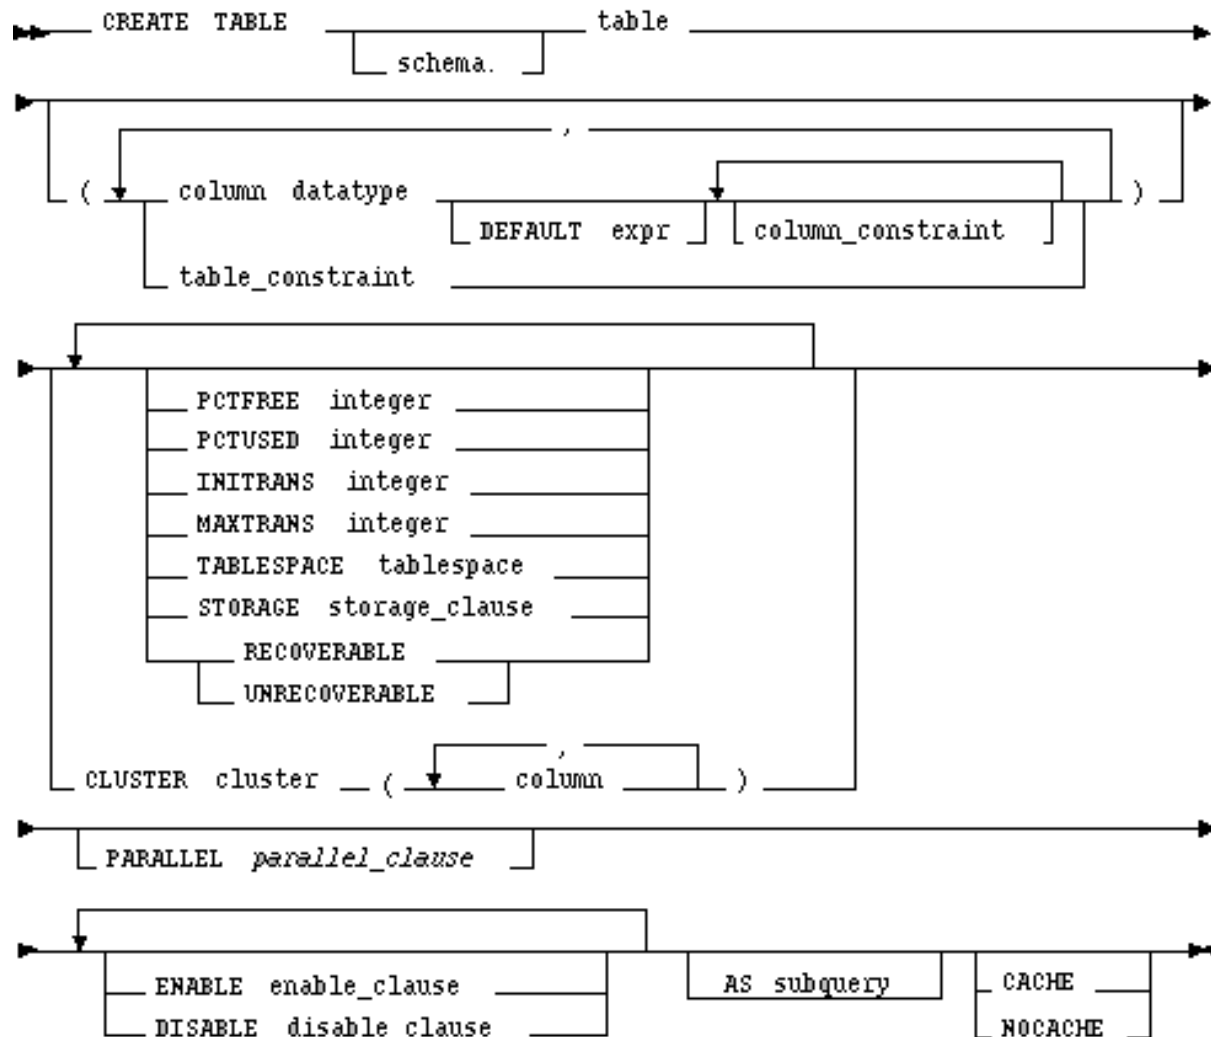 CREATE TABLE table
schema.
,
( column datatype )
DEFAULT expr column_constraint
table_constraint
PCTFREE integer
PCTUSED integer
INITRANS integer
MAXTRANS integer
TABLESPACE tablespace
STORAGE storage_clause
RECOVERABLE
UNRECOVERABLE
,
CLUSTER cluster ( column )
PARALLEL parallel_clause
ENABLE enable_clause AS subquery CACHE
DISABLE disable clause NOCACHE